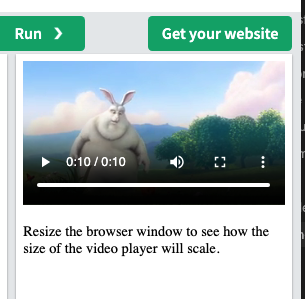 Run ❯
Get your website
0:10 / 0:10
Resize the browser window to see how the
size of the video player will scale.